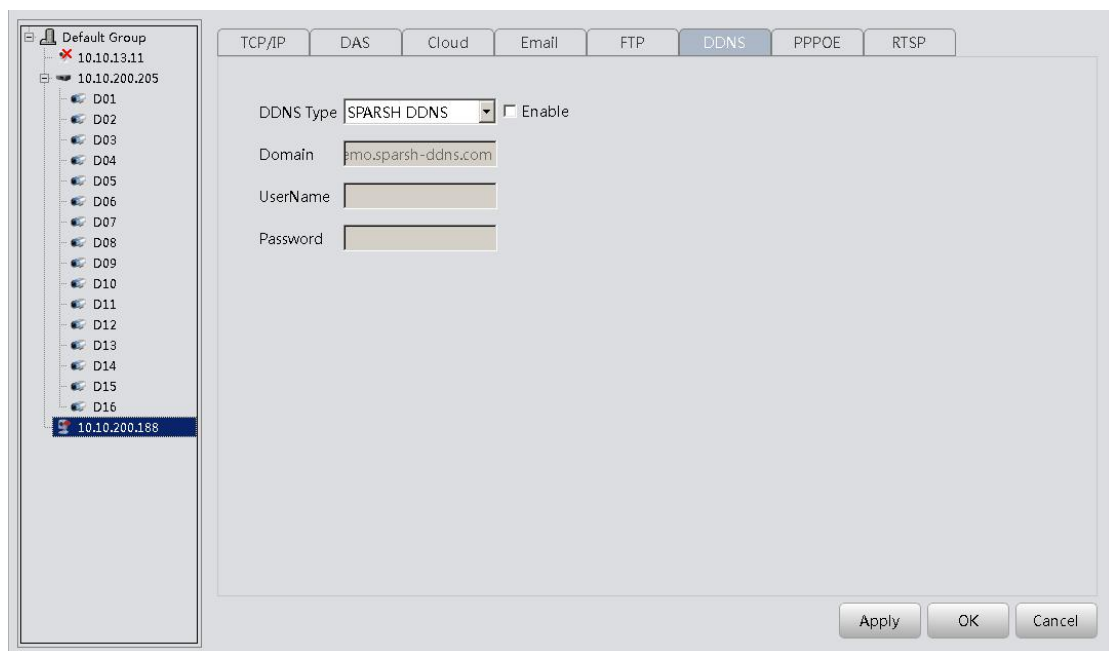 Default Group
10.10.13.11
10.10.200.205
D01
D02
D03
D04
D05
D06
D07
D08
D09
D10
D11
D12
D13
D14
D15
D16
10.10.200.188
TCP/IP DAS Cloud Email FTP DDNS PPPOE RTSP
DDNS Type SPARSH DDNS Enable
Domain emo.sparsh-ddns.com
UserName
Password
Apply OK Cancel